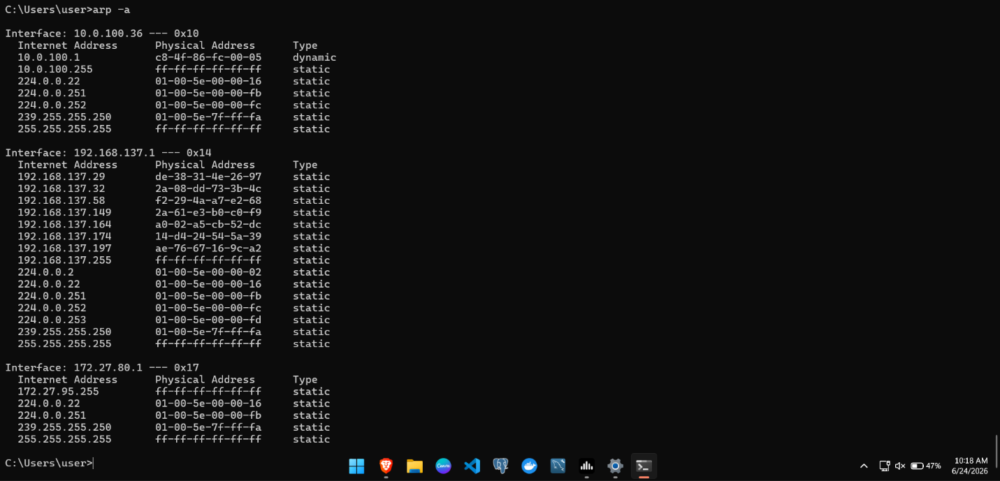 C:\Users\user>arp -a
Interface: 10.0.100.36 --- 0x10
Internet Address Physical Address Type
10.0.100.1 c8-4f-86-fc-00-05 dynamic
10.0.100.255 ff-ff-ff-ff-ff-ff static
224.0.0.22 01-00-5e-00-00-16 static
224.0.0.251 01-00-5e-00-00-fb static
224.0.0.252 01-00-5e-00-00-fc static
239.255.255.250 01-00-5e-7f-ff-fa static
255.255.255.255 ff-ff-ff-ff-ff-ff static
Interface: 192.168.137.1 --- 0x14
Internet Address Physical Address Type
192.168.137.29 de-38-31-4e-26-97 static
192.168.137.32 2a-08-dd-73-3b-4c static
192.168.137.58 f2-29-4a-a7-e2-68 static
192.168.137.149 2a-61-e3-b0-c0-f9 static
192.168.137.164 a0-02-a5-cb-52-dc static
192.168.137.174 14-d4-24-54-5a-39 static
192.168.137.197 ae-76-67-16-9c-a2 static
192.168.137.255 ff-ff-ff-ff-ff-ff static
224.0.0.2 01-00-5e-00-00-02 static
224.0.0.22 01-00-5e-00-00-16 static
224.0.0.251 01-00-5e-00-00-fb static
224.0.0.252 01-00-5e-00-00-fc static
224.0.0.253 01-00-5e-00-00-fd static
239.255.255.250 01-00-5e-7f-ff-fa static
255.255.255.255 ff-ff-ff-ff-ff-ff static
Interface: 172.27.80.1 --- 0x17
Internet Address Physical Address Type
172.27.95.255 ff-ff-ff-ff-ff-ff static
224.0.0.22 01-00-5e-00-00-16 static
224.0.0.251 01-00-5e-00-00-fb static
239.255.255.250 01-00-5e-7f-ff-fa static
255.255.255.255 ff-ff-ff-ff-ff-ff static
C:\Users\user>
Canva
47%
10:18 AM
6/24/2026